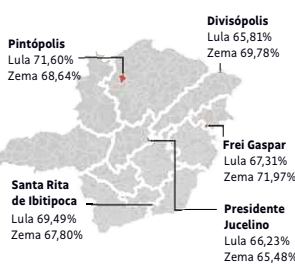 Divisópolis
Lula 65,81%
Zema 69,78%
Pintópolis
Lula 71,60%
Zema 68,64%
Frei Gaspar
Lula 67,31%
Zema 71,97%
Santa Rita
de Ibitipoca
Lula 69,49%
Zema 67,80%
Presidente
Jucelino
Lula 66,23%
Zema 65,48%